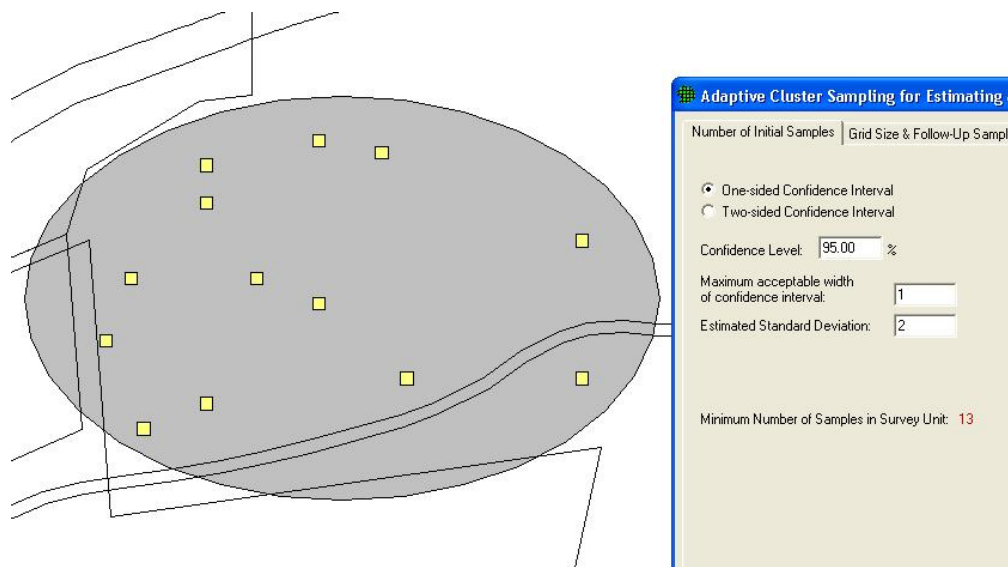 Adaptive Cluster Sampling for Estimating
Number of Initial Samples
Grid Size & Follow-Up Sampl
One-sided Confidence Interval
Two-sided Confidence Interval
Confidence Level: 95.00 %
Maximum acceptable width
of confidence interval: 1
Estimated Standard Deviation: 2
Minimum Number of Samples in Survey Unit: 13